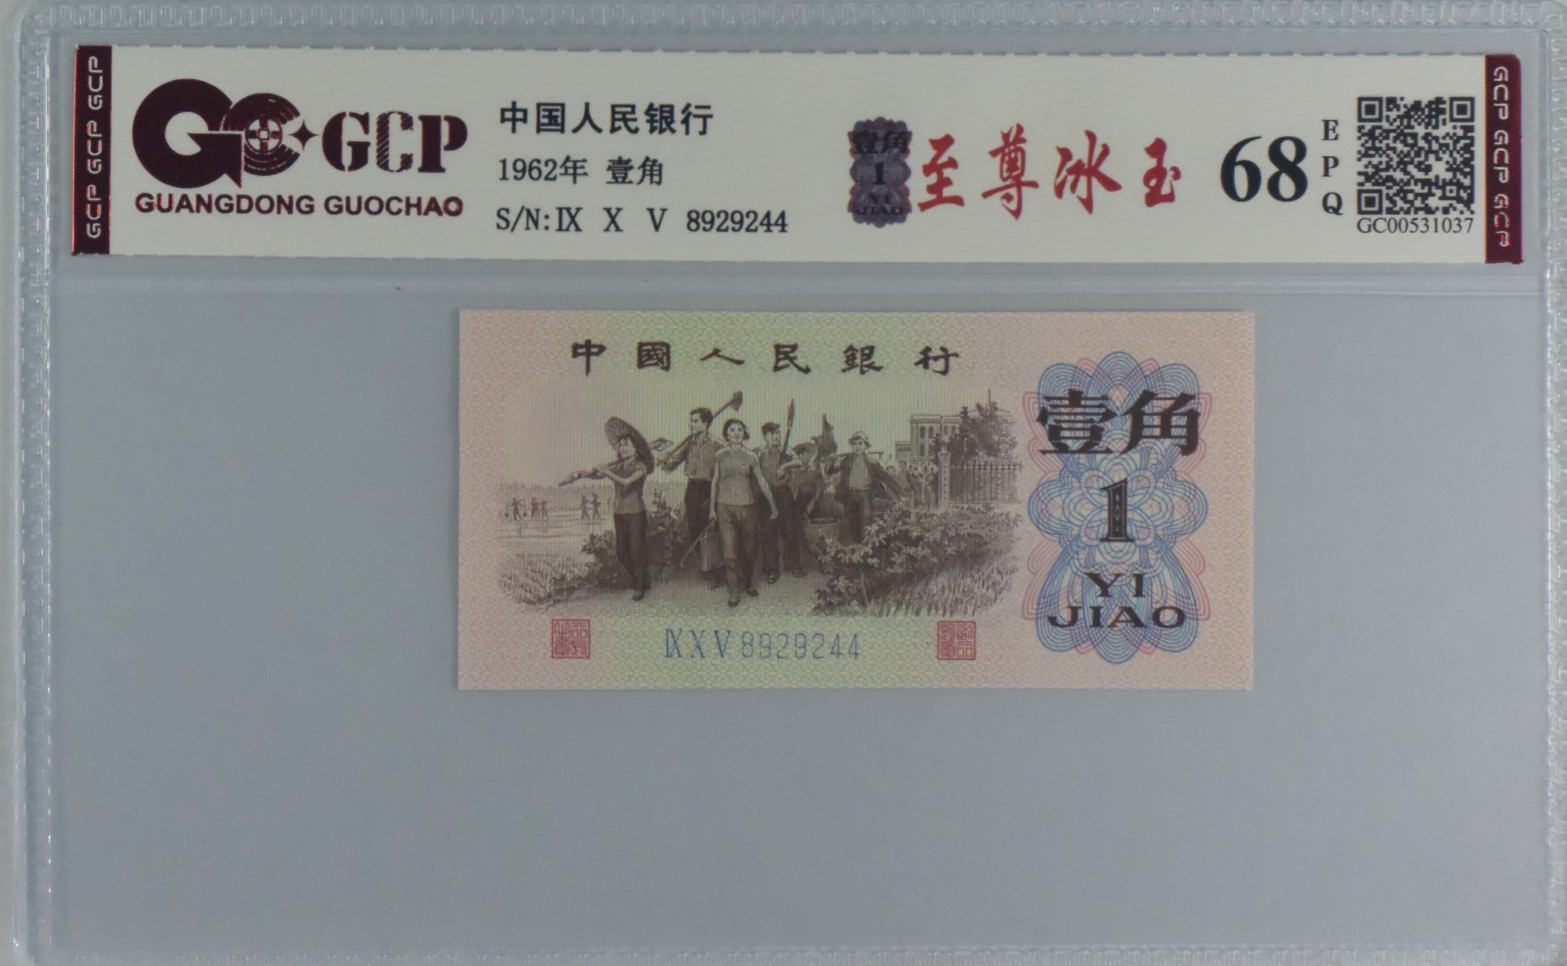 GCP GCP GCP
GCP
GUANGDONG GUOCHAO
中国人民银行
1962年 壹角
S/N:Ⅸ Ⅹ Ⅴ 8929244
壹角
1
YI
JIAO
至尊冰玉
68
EPQ
GC00531037
GCP GCP GCP
中國人民銀行
壹角
1
YI
JIAO
ⅨⅩⅤ8929244